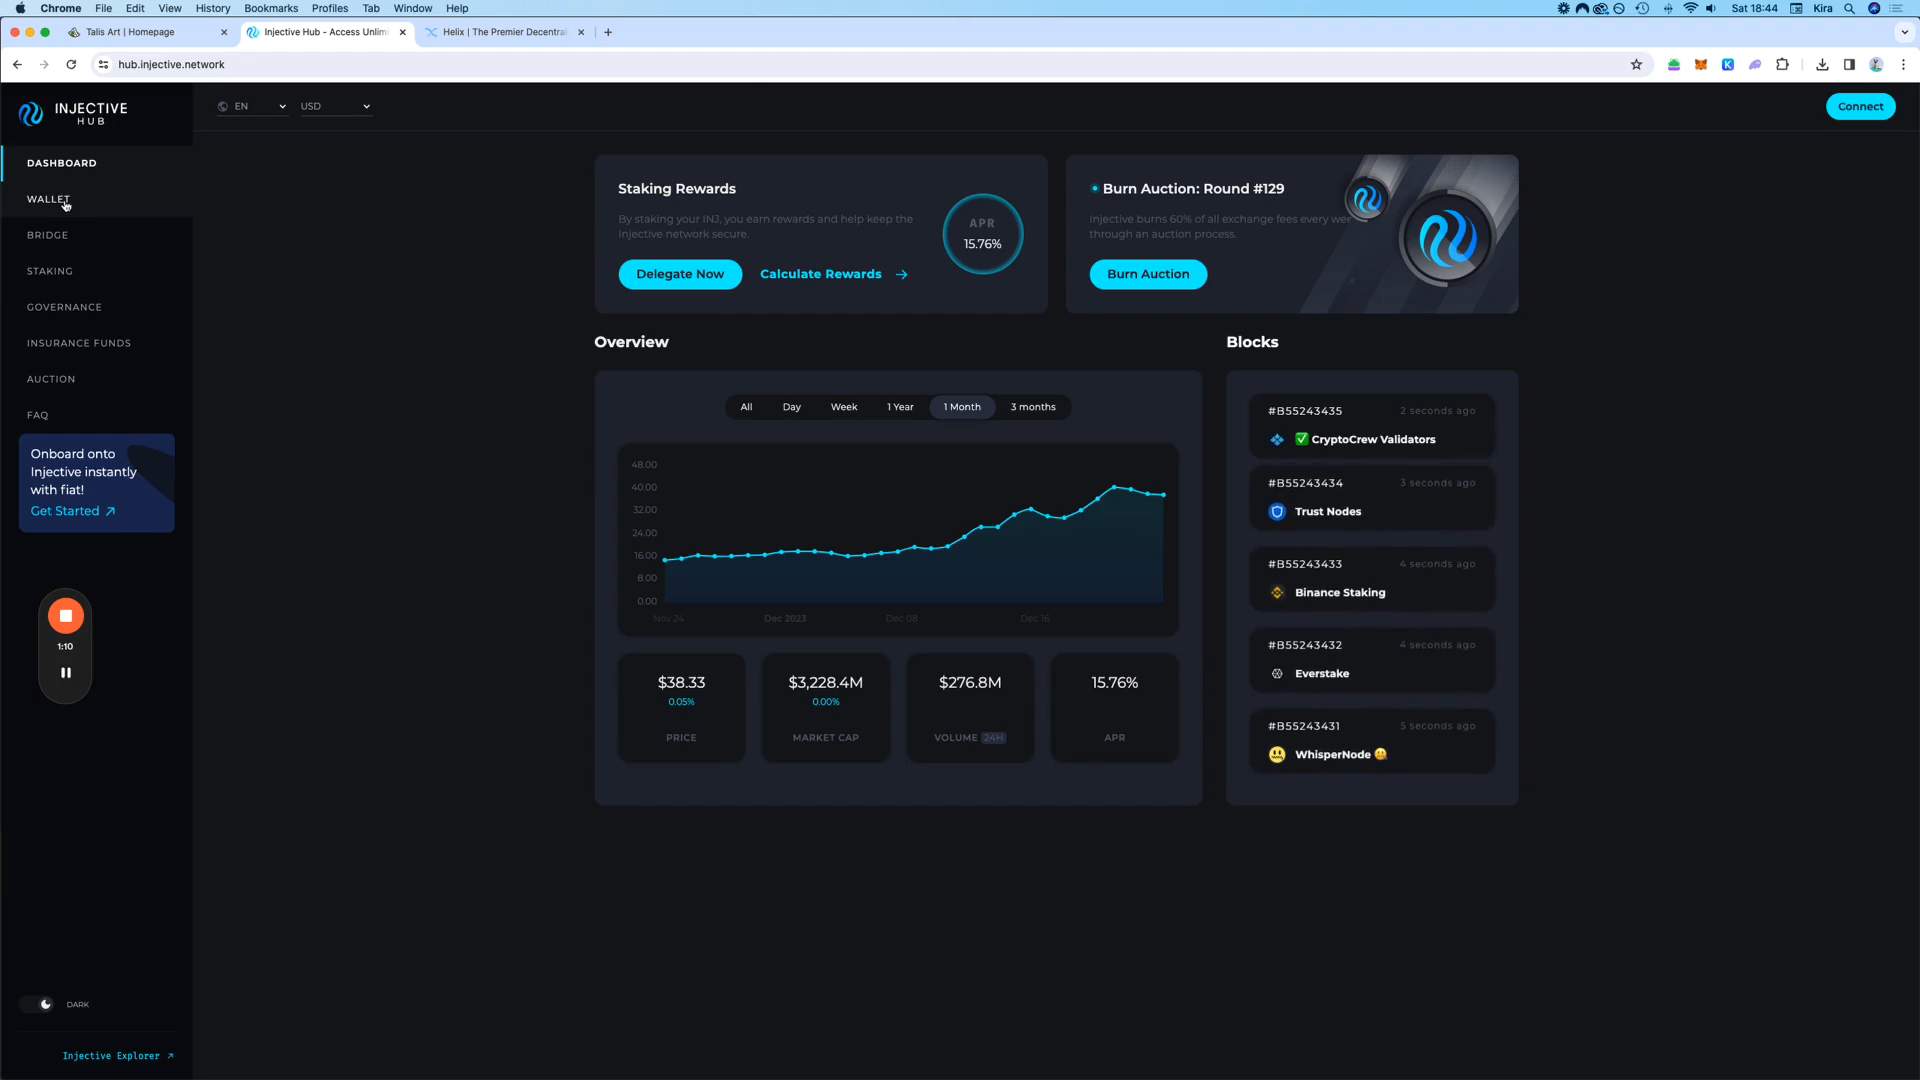 Chrome File Edit View History Bookmarks Profiles Tab Window Help Sat 18:44 Kira
Talis Art | Homepage Injective Hub - Access Unlimi Helix | The Premier Decentral
hub.injective.network
INJECTIVE
HUB
EN USD Connect
DASHBOARD
WALLET
BRIDGE
STAKING
GOVERNANCE
INSURANCE FUNDS
AUCTION
FAQ
Onboard onto
Injective instantly
with fiat!
Get Started
1:10
DARK
Injective Explorer
Staking Rewards
By staking your INJ, you earn rewards and help keep the
Injective network secure.
Delegate Now Calculate Rewards
APR
15.76%
Burn Auction: Round #129
Injective burns 60% of all exchange fees every wee
through an auction process.
Burn Auction
Overview
All Day Week 1 Year 1 Month 3 months
48.00
40.00
32.00
24.00
16.00
8.00
0.00
Nov 24 Dec 2023 Dec 08 Dec 16
$38.33
0.05%
PRICE
$3,228.4M
0.00%
MARKET CAP
$276.8M
VOLUME 24H
15.76%
APR
Blocks
#B55243435 2 seconds ago
✅ CryptoCrew Validators
#B55243434 3 seconds ago
Trust Nodes
#B55243433 4 seconds ago
Binance Staking
#B55243432 4 seconds ago
Everstake
#B55243431 5 seconds ago
WhisperNode 🤐